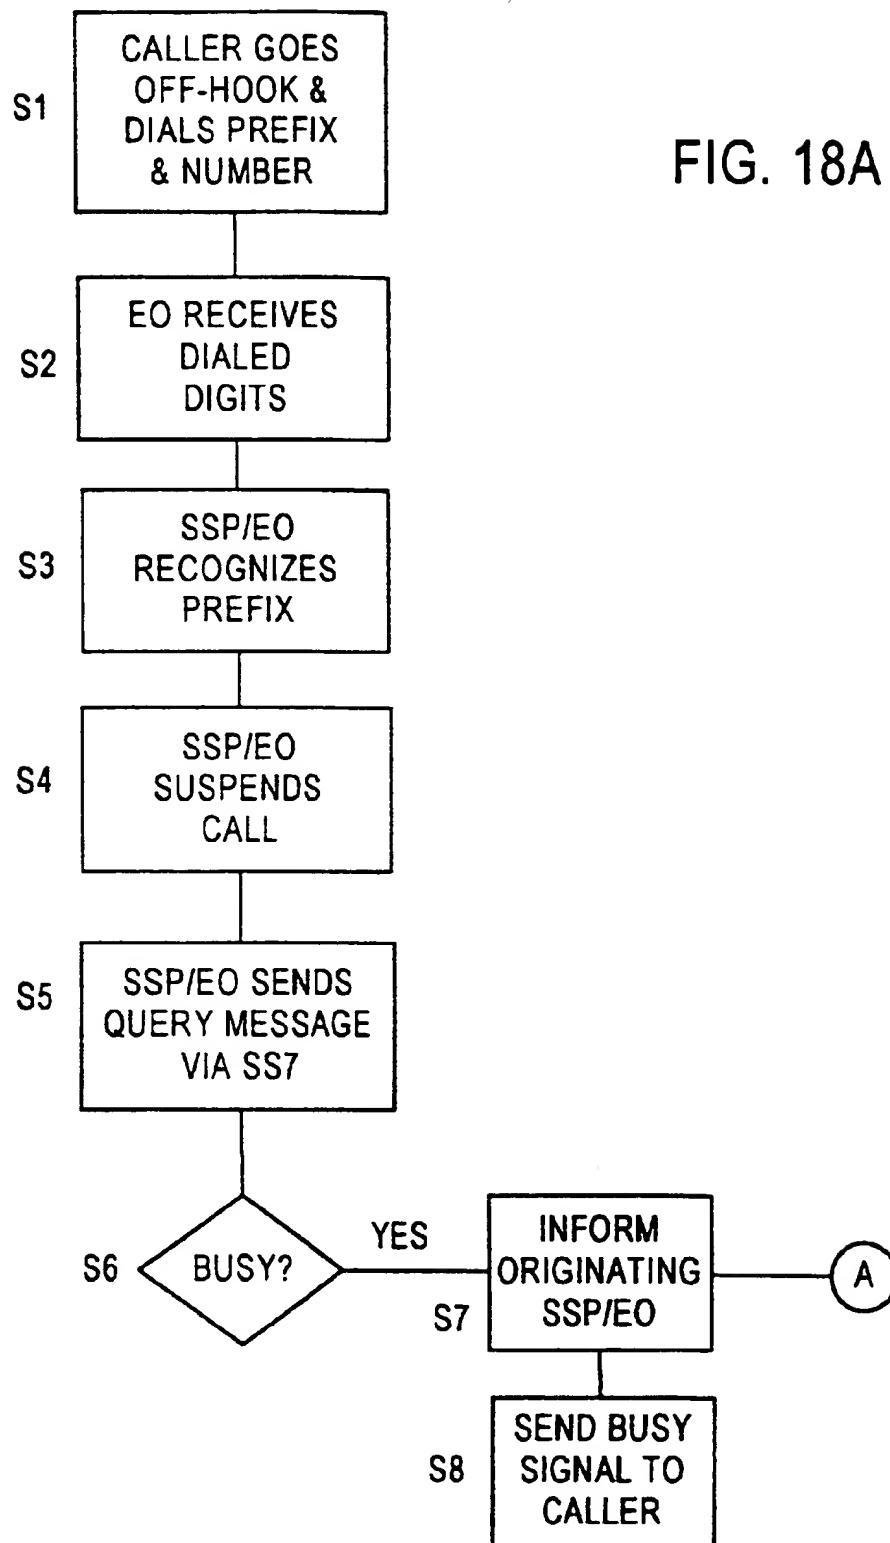 FIG. 18A
S1
CALLER GOES
OFF-HOOK &
DIALS PREFIX
& NUMBER
S2
EO RECEIVES
DIALED
DIGITS
S3
SSP/EO
RECOGNIZES
PREFIX
S4
SSP/EO
SUSPENDS
CALL
S5
SSP/EO SENDS
QUERY MESSAGE
VIA SS7
S6
BUSY?
YES
S7
INFORM
ORIGINATING
SSP/EO
A
S8
SEND BUSY
SIGNAL TO
CALLER